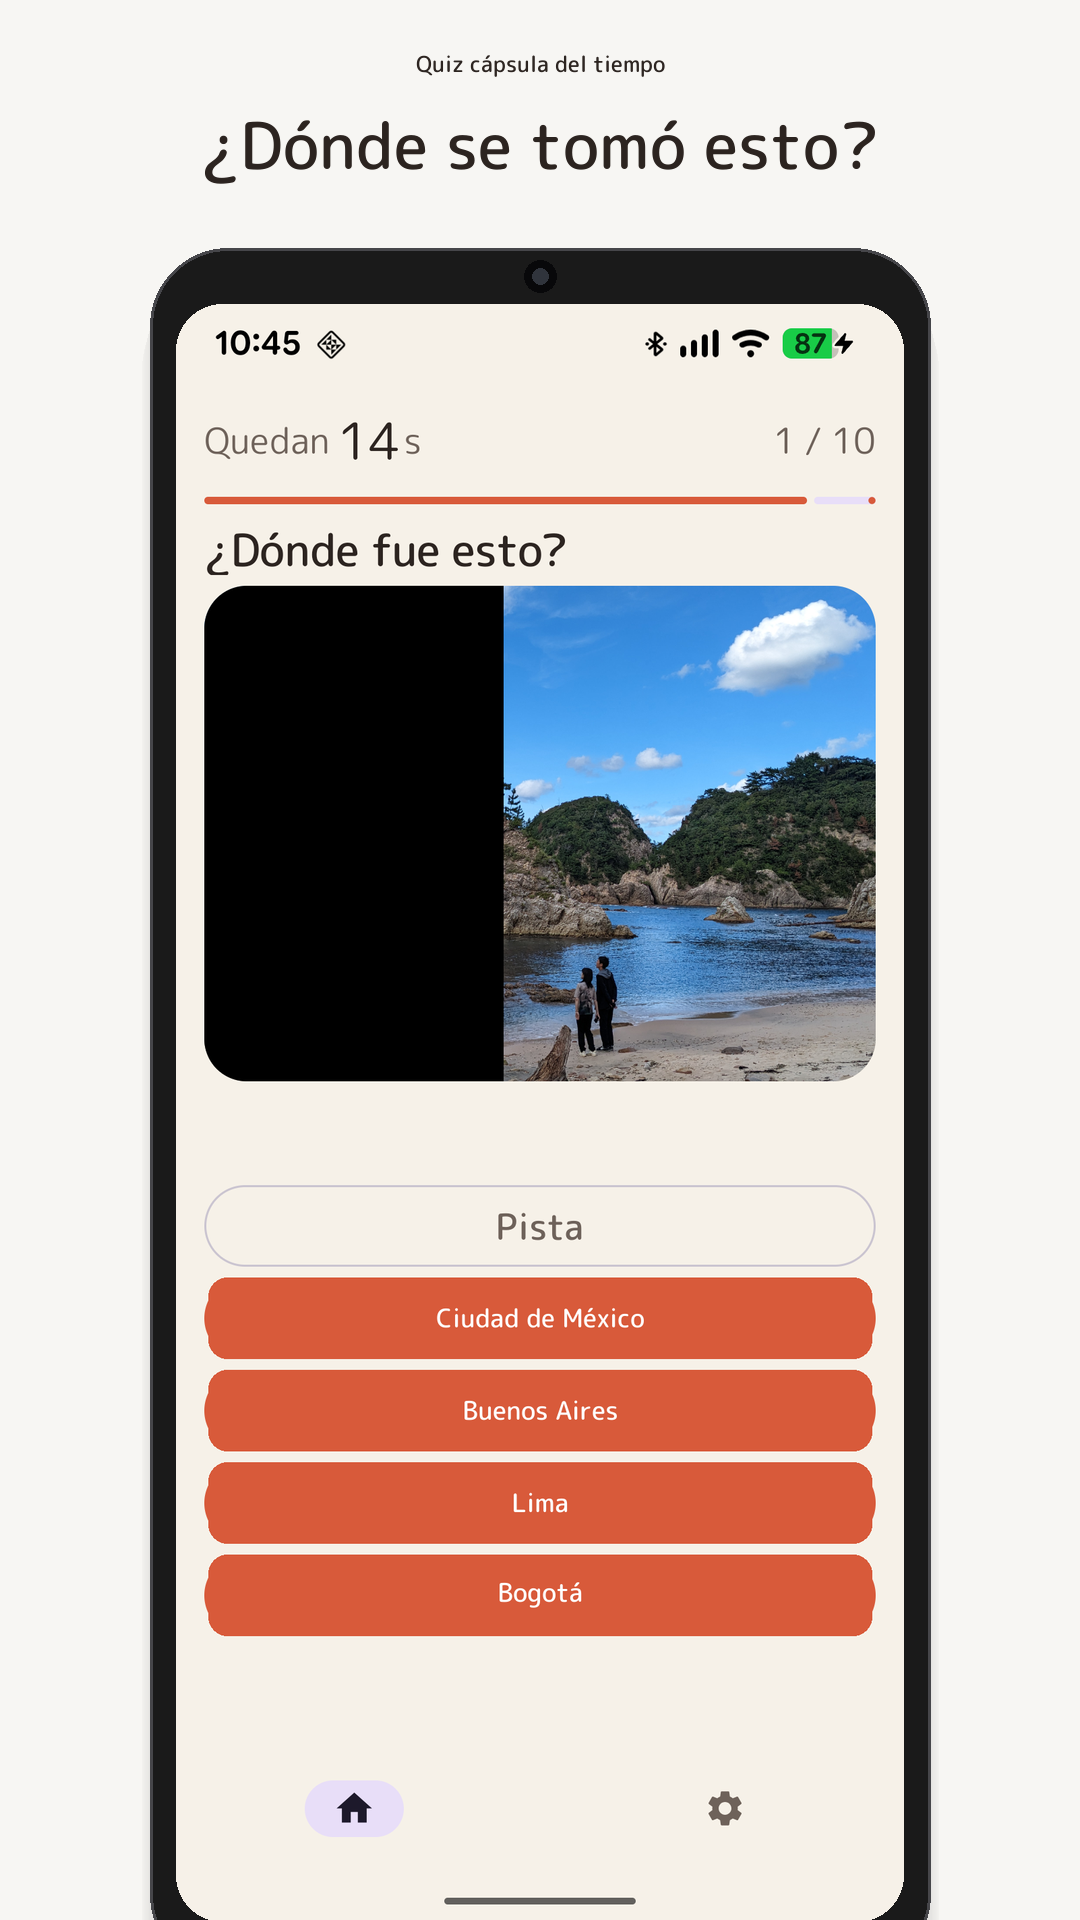 Quiz cápsula del tiempo
¿Dónde se tomó esto?
10:45
87
Quedan 14 s
1 / 10
¿Dónde fue esto?
Pista
Ciudad de México
Buenos Aires
Lima
Bogotá